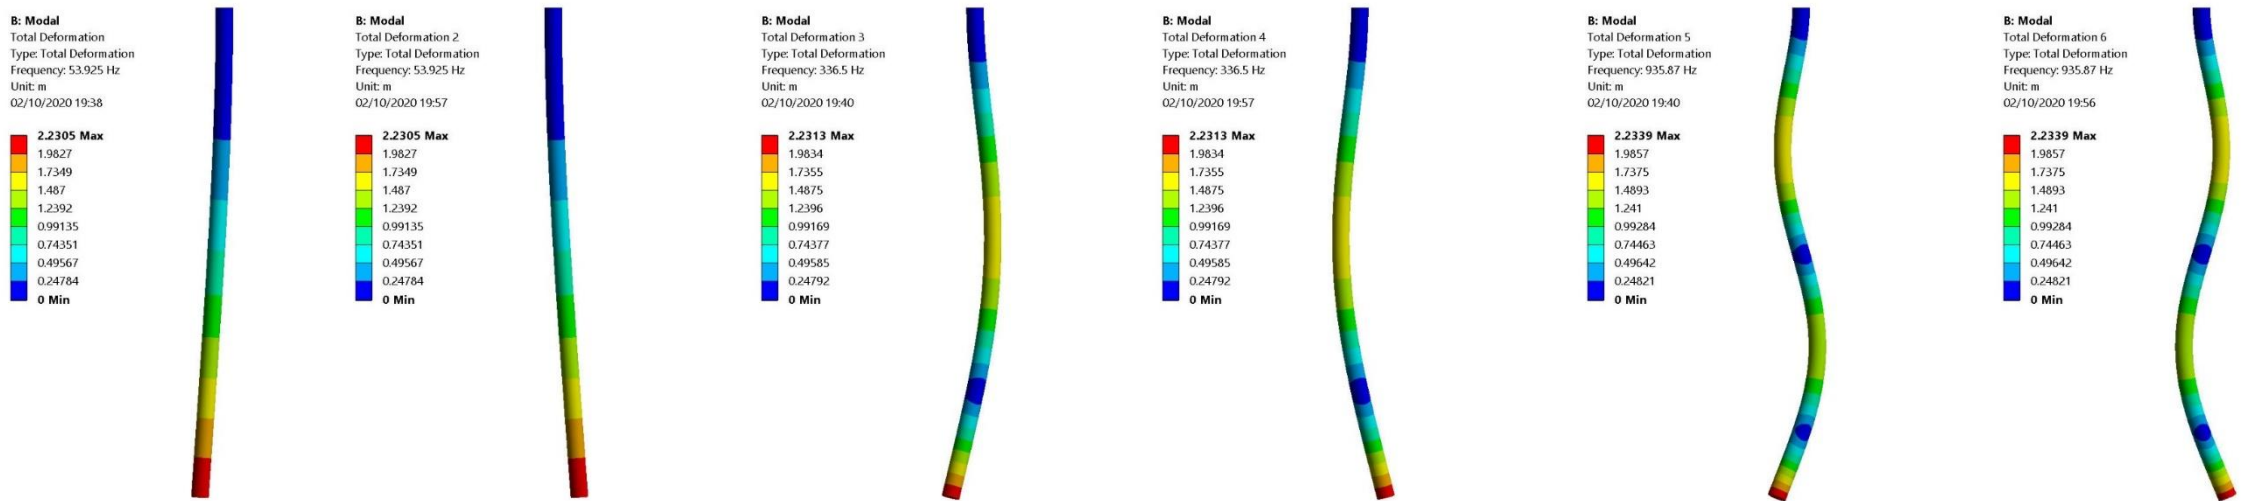 B: Modal
Total Deformation
Type: Total Deformation
Frequency: 53.925 Hz
Unit: m
02/10/2020 19:38
2.2305 Max
1.9827
1.7349
1.487
1.2392
0.99135
0.74351
0.49567
0.24784
0 Min
B: Modal
Total Deformation 2
Type: Total Deformation
Frequency: 53.925 Hz
Unit: m
02/10/2020 19:57
2.2305 Max
1.9827
1.7349
1.487
1.2392
0.99135
0.74351
0.49567
0.24784
0 Min
B: Modal
Total Deformation 3
Type: Total Deformation
Frequency: 336.5 Hz
Unit: m
02/10/2020 19:40
2.2313 Max
1.9834
1.7355
1.4875
1.2396
0.99169
0.74377
0.49585
0.24792
0 Min
B: Modal
Total Deformation 4
Type: Total Deformation
Frequency: 336.5 Hz
Unit: m
02/10/2020 19:57
2.2313 Max
1.9834
1.7355
1.4875
1.2396
0.99169
0.74377
0.49585
0.24792
0 Min
B: Modal
Total Deformation 5
Type: Total Deformation
Frequency: 935.87 Hz
Unit: m
02/10/2020 19:40
2.2339 Max
1.9857
1.7375
1.4893
1.241
0.99284
0.74463
0.49642
0.24821
0 Min
B: Modal
Total Deformation 6
Type: Total Deformation
Frequency: 935.87 Hz
Unit: m
02/10/2020 19:56
2.2339 Max
1.9857
1.7375
1.4893
1.241
0.99284
0.74463
0.49642
0.24821
0 Min